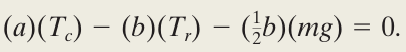 (a)(T_c) − (b)(T_r) − (½b)(mg) = 0.